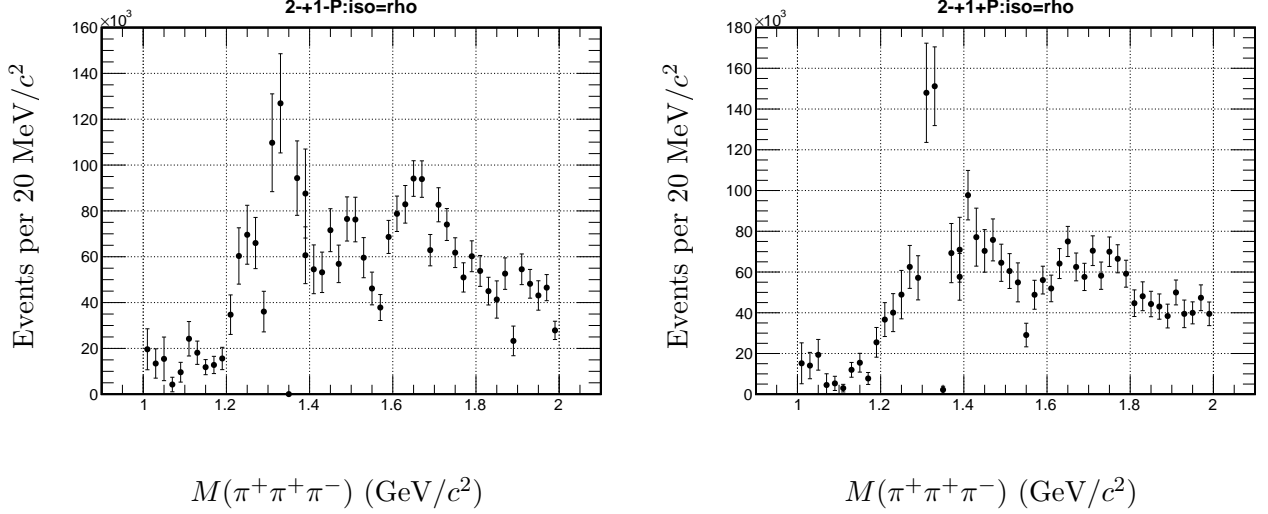 2-+1-P:iso=rho
×10³
160
140
120
100
80
60
40
20
0
1 1.2 1.4 1.6 1.8 2
Events per 20 MeV/c²
M(π⁺π⁺π⁻) (GeV/c²)
2-+1+P:iso=rho
×10³
180
160
140
120
100
80
60
40
20
0
1 1.2 1.4 1.6 1.8 2
Events per 20 MeV/c²
M(π⁺π⁺π⁻) (GeV/c²)